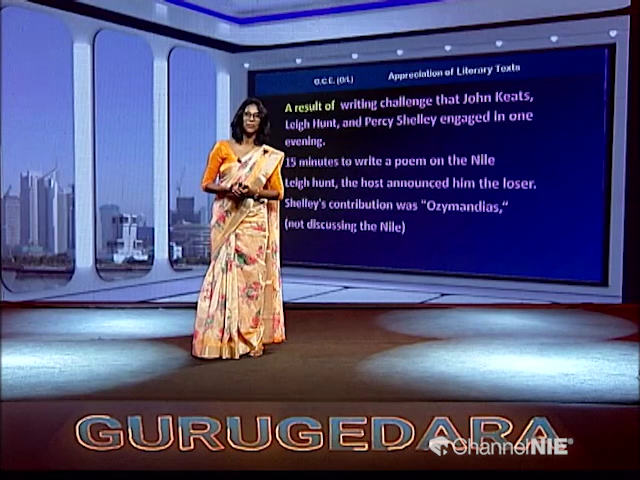 G.C.E. (O/L) Appreciation of Literary Texts
A result of writing challenge that John Keats,
Leigh Hunt, and Percy Shelley engaged in one
evening.
15 minutes to write a poem on the Nile
Leigh hunt, the host announced him the loser.
Shelley's contribution was "Ozymandias,"
(not discussing the Nile)
GURUGEDARA
ChannelNIE